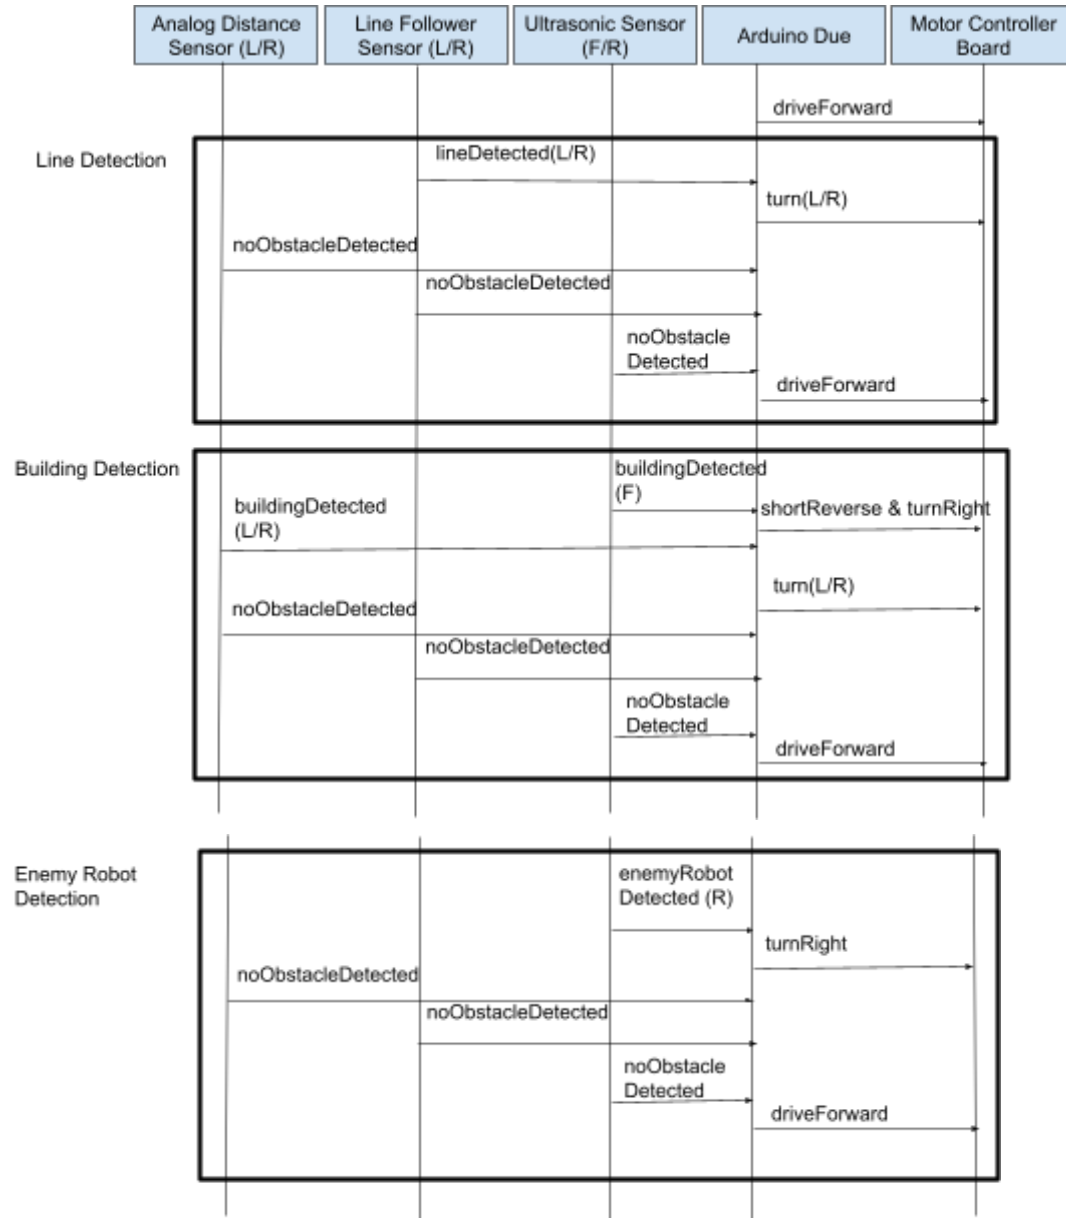 Analog Distance
Sensor (L/R)
Line Follower
Sensor (L/R)
Ultrasonic Sensor
(F/R)
Arduino Due
Motor Controller
Board
driveForward
Line Detection
lineDetected(L/R)
turn(L/R)
noObstacleDetected
noObstacleDetected
noObstacle
Detected
driveForward
Building Detection
buildingDetected
(F)
shortReverse & turnRight
buildingDetected
(L/R)
turn(L/R)
noObstacleDetected
noObstacleDetected
noObstacle
Detected
driveForward
Enemy Robot
Detection
enemyRobot
Detected (R)
turnRight
noObstacleDetected
noObstacleDetected
noObstacle
Detected
driveForward